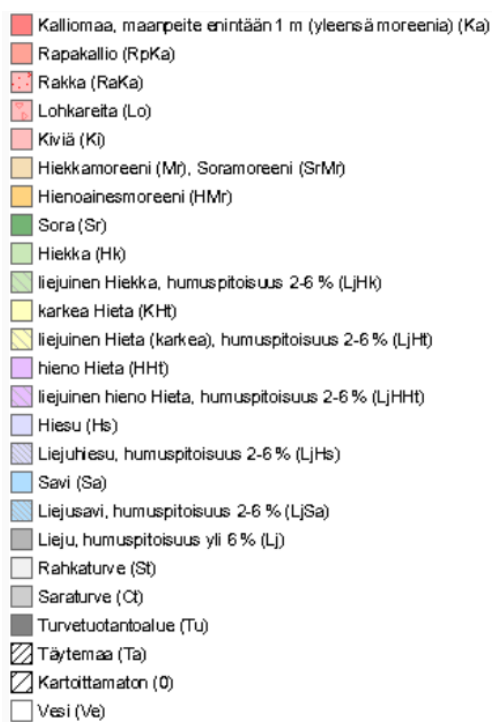 Kalliomaa, maanpeite enintään 1 m (yleensä moreenia) (Ka)
Rapakallio (RpKa)
Rakka (RaKa)
Lohkareita (Lo)
Kiviä (Ki)
Hiekkamoreeni (Mr), Soramoreeni (SrMr)
Hienoainesmoreeni (HMr)
Sora (Sr)
Hiekka (Hk)
liejuinen Hiekka, humuspitoisuus 2-6 % (LjHk)
karkea Hieta (KHt)
liejuinen Hieta (karkea), humuspitoisuus 2-6 % (LjHt)
hieno Hieta (HHt)
liejuinen hieno Hieta, humuspitoisuus 2-6 % (LjHHt)
Hiesu (Hs)
Liejuhiesu, humuspitoisuus 2-6 % (LjHs)
Savi (Sa)
Liejusavi, humuspitoisuus 2-6 % (LjSa)
Lieju, humuspitoisuus yli 6 % (Lj)
Rahkaturve (St)
Saraturve (Ct)
Turvetuotantoalue (Tu)
Täytemaa (Ta)
Kartoittamaton (0)
Vesi (Ve)